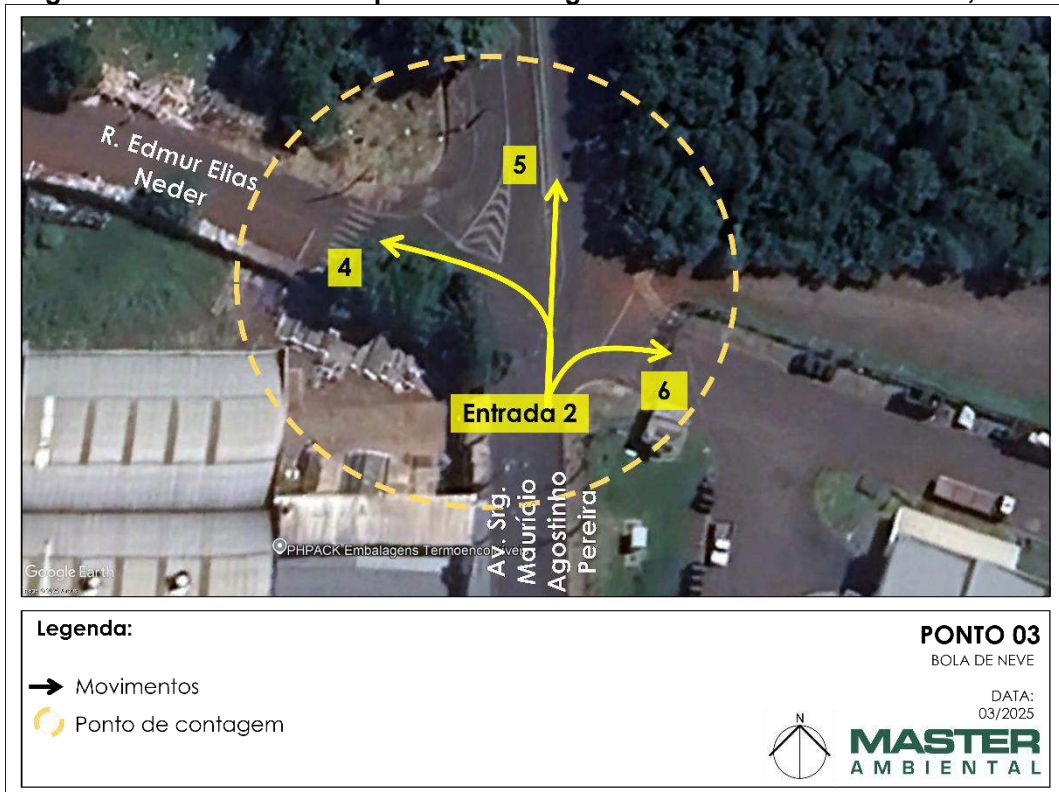 R. Edmur Elias
Neder
5
4
6
Entrada 2
Av. Srg.
Maurício
Agostinho
Pereira
PHPACK Embalagens Termoencolhíveis
Google Earth
Legenda:
Movimentos
Ponto de contagem
PONTO 03
BOLA DE NEVE
DATA:
03/2025
N
MASTER
AMBIENTAL